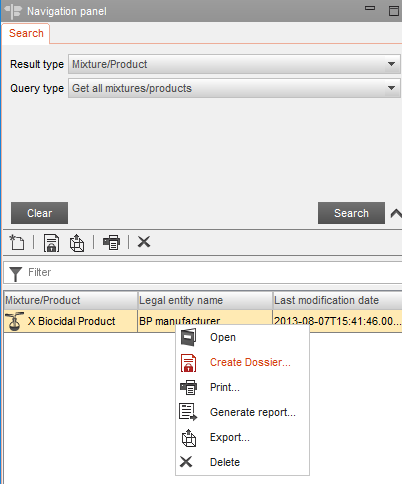 Navigation panel
Search
Result type Mixture/Product
Query type Get all mixtures/products
Clear Search
Filter
Mixture/Product Legal entity name Last modification date
X Biocidal Product BP manufacturer 2013-08-07T15:41:46.00...
Open
Create Dossier...
Print...
Generate report...
Export...
Delete